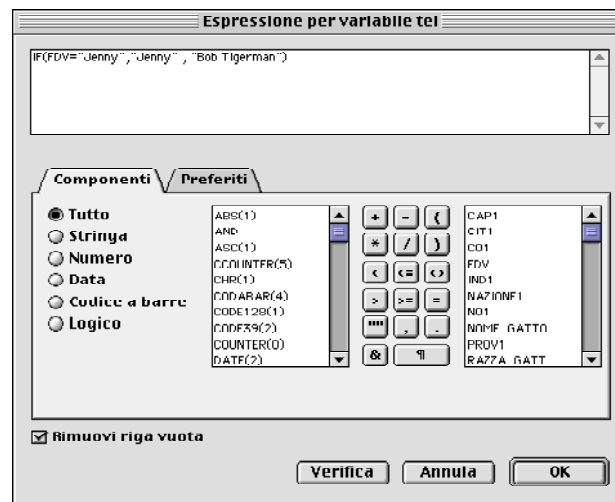 Espressione per variabile tel
IF(FDV="Jenny","Jenny" , "Bob Tigerman")
Componenti
Preferiti
Tutto
Stringa
Numero
Data
Codice a barre
Logico
ABS(1)
AND
ASC(1)
CCOUNTER(5)
CHR(1)
CODABAR(4)
CODE128(1)
CODE39(2)
COUNTER(0)
DATE(2)
+ - (
* / )
< <= <>
> >= =
"" , .
& ¶
CAP1
CIT1
CO1
FDV
IND1
NAZIONE1
NO1
NOME GATTO
PROV1
RAZZA GATT
Rimuovi riga vuota
Verifica
Annulla
OK